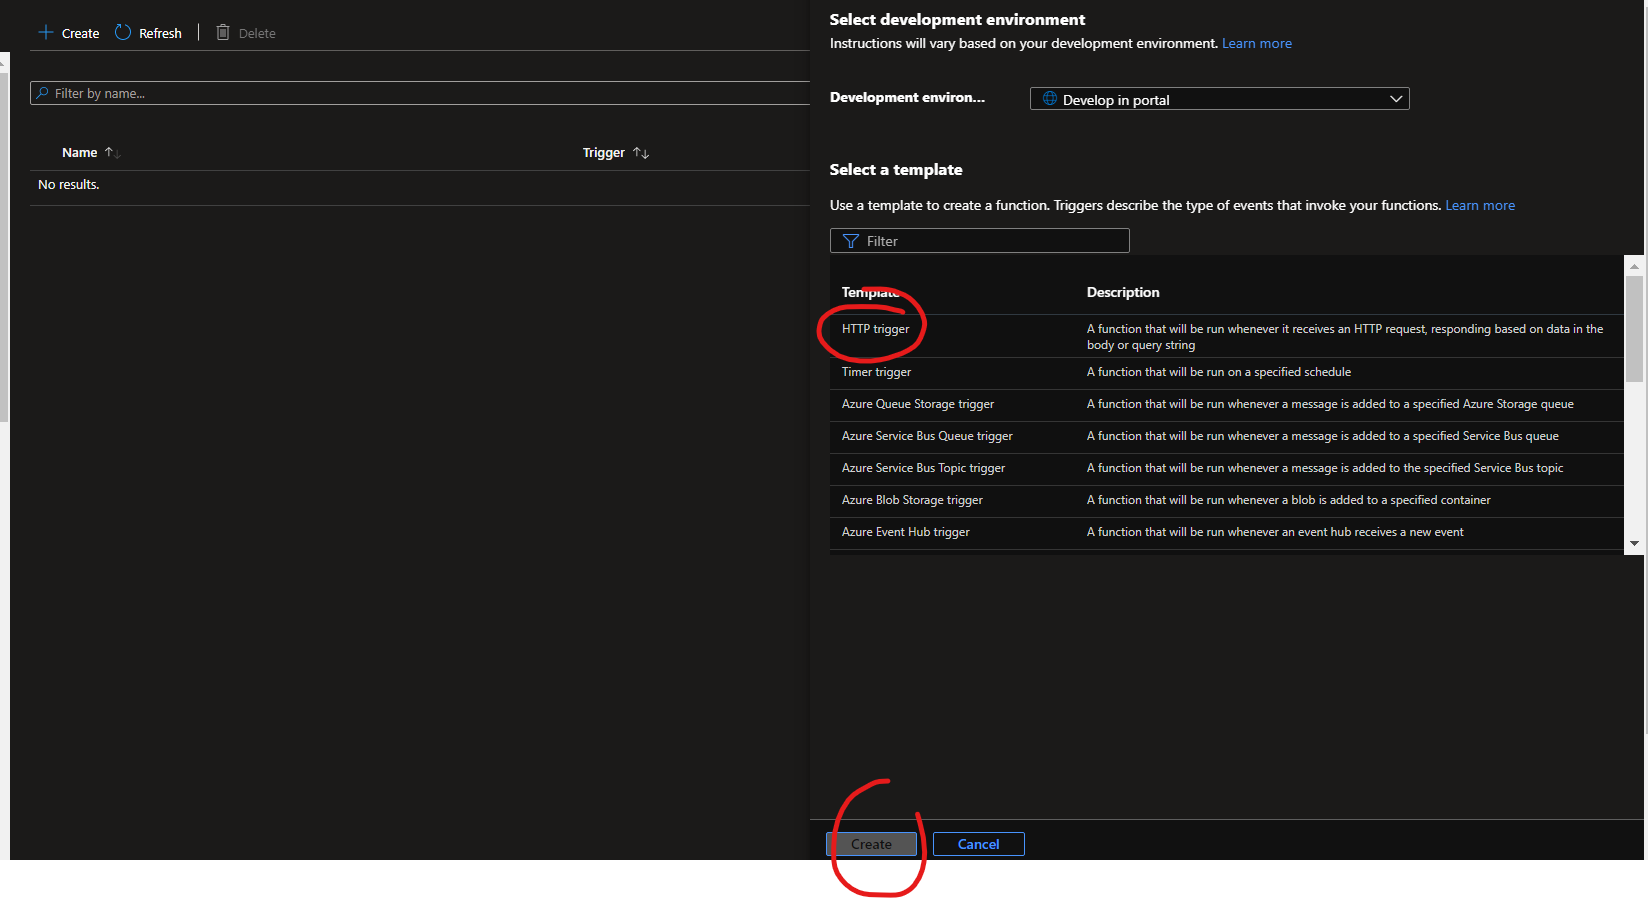 Create Refresh Delete
Filter by name...
Name Trigger
No results.
Select development environment
Instructions will vary based on your development environment. Learn more
Development environ... Develop in portal
Select a template
Use a template to create a function. Triggers describe the type of events that invoke your functions. Learn more
Filter
Template Description
HTTP trigger A function that will be run whenever it receives an HTTP request, responding based on data in the
body or query string
Timer trigger A function that will be run on a specified schedule
Azure Queue Storage trigger A function that will be run whenever a message is added to a specified Azure Storage queue
Azure Service Bus Queue trigger A function that will be run whenever a message is added to a specified Service Bus queue
Azure Service Bus Topic trigger A function that will be run whenever a message is added to the specified Service Bus topic
Azure Blob Storage trigger A function that will be run whenever a blob is added to a specified container
Azure Event Hub trigger A function that will be run whenever an event hub receives a new event
Create Cancel